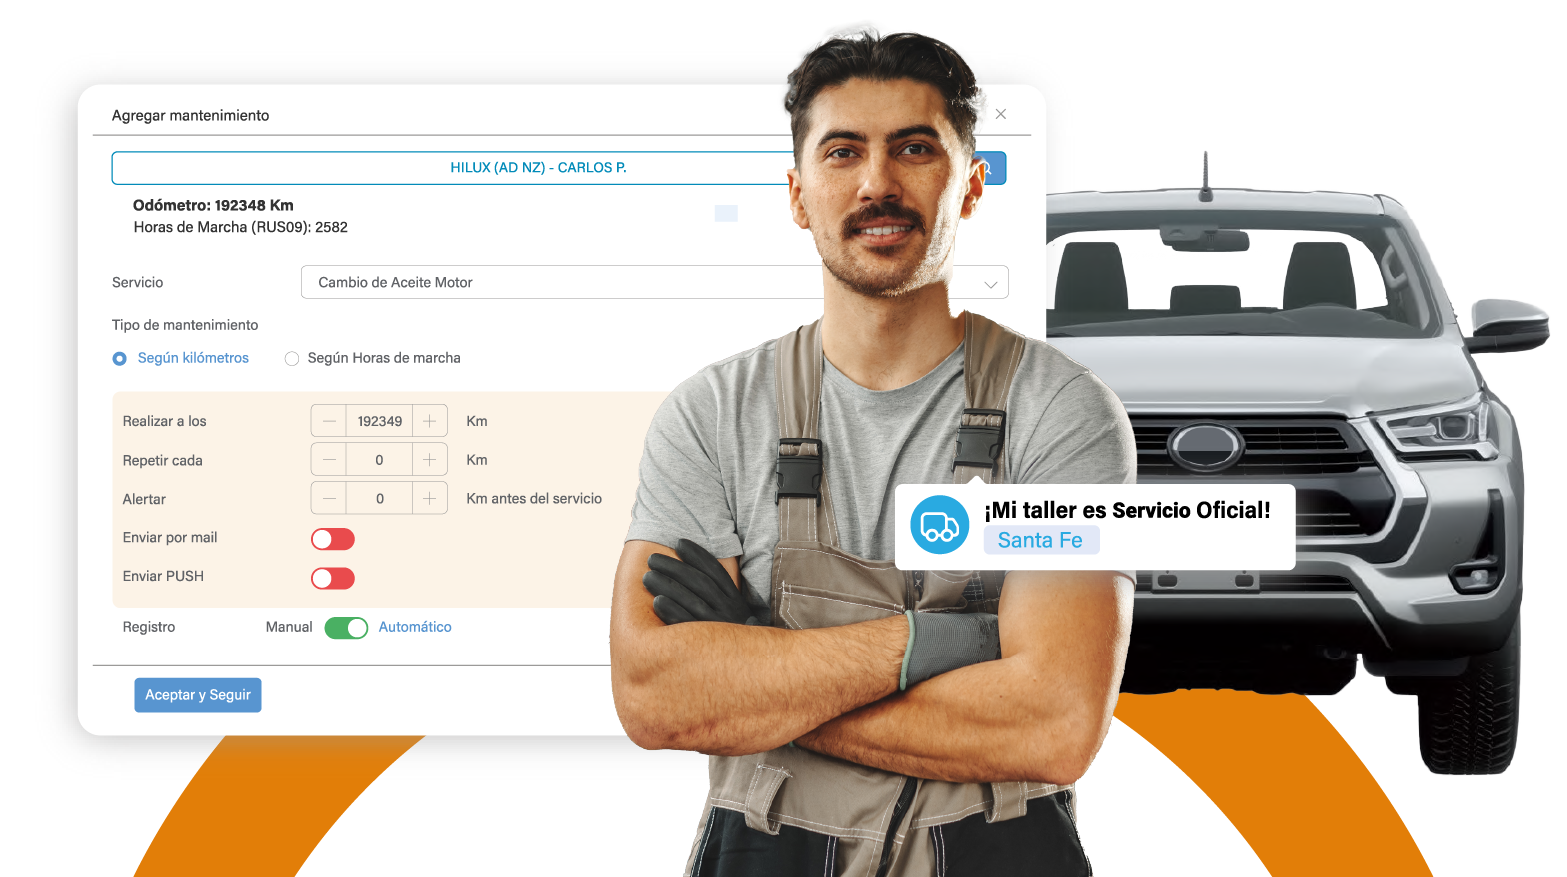 Agregar mantenimiento
HILUX (AD NZ) - CARLOS P.
Odómetro: 192348 Km
Horas de Marcha (RUS09): 2582
Servicio Cambio de Aceite Motor
Tipo de mantenimiento
Según kilómetros Según Horas de marcha
Realizar a los 192349 Km
Repetir cada 0 Km
Alertar 0 Km antes del servicio
Enviar por mail
Enviar PUSH
Registro Manual Automático
Aceptar y Seguir
¡Mi taller es Servicio Oficial!
Santa Fe